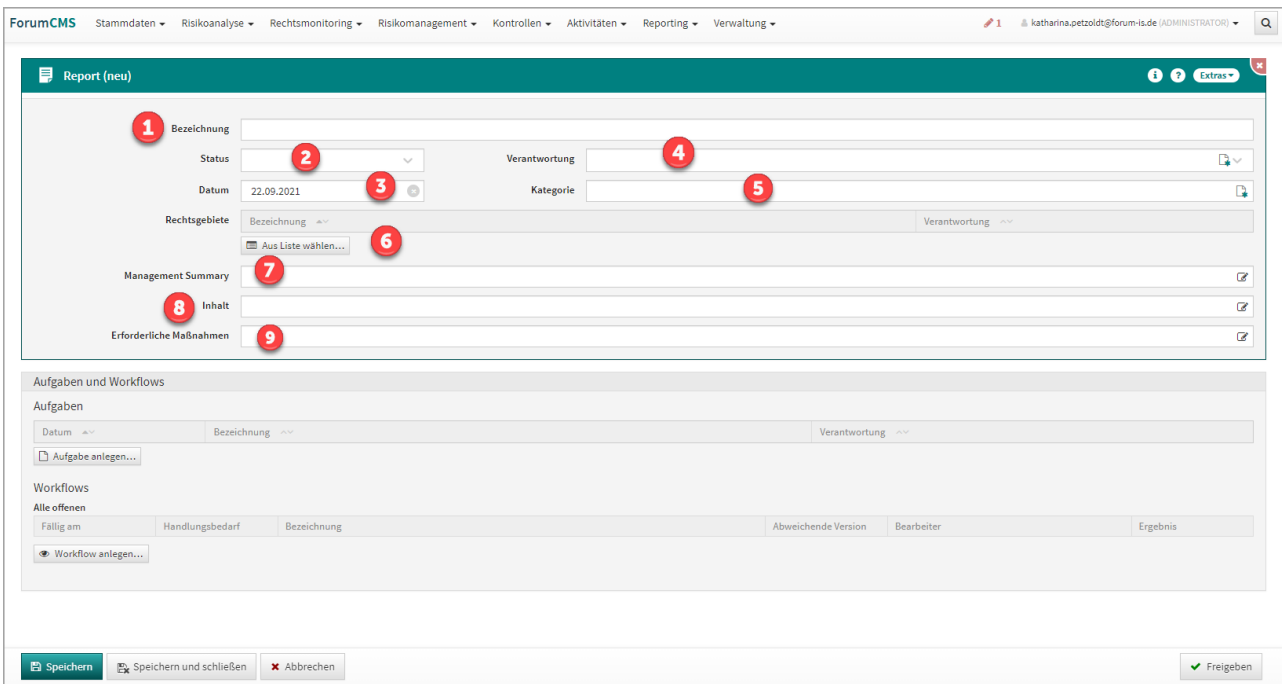 ForumCMS Stammdaten Risikoanalyse Rechtsmonitoring Risikomanagement Kontrollen Aktivitäten Reporting Verwaltung 1 katharina.petzoldt@forum-is.de (ADMINISTRATOR)
Report (neu) i ? Extras
1 Bezeichnung
Status 2 Verantwortung 4
Datum 22.09.2021 3 Kategorie 5
Rechtsgebiete Bezeichnung Verantwortung
Aus Liste wählen... 6
Management Summary 7
8 Inhalt
Erforderliche Maßnahmen 9
Aufgaben und Workflows
Aufgaben
Datum Bezeichnung Verantwortung
Aufgabe anlegen...
Workflows
Alle offenen
Fällig am Handlungsbedarf Bezeichnung Abweichende Version Bearbeiter Ergebnis
Workflow anlegen...
Speichern Speichern und schließen Abbrechen Freigeben